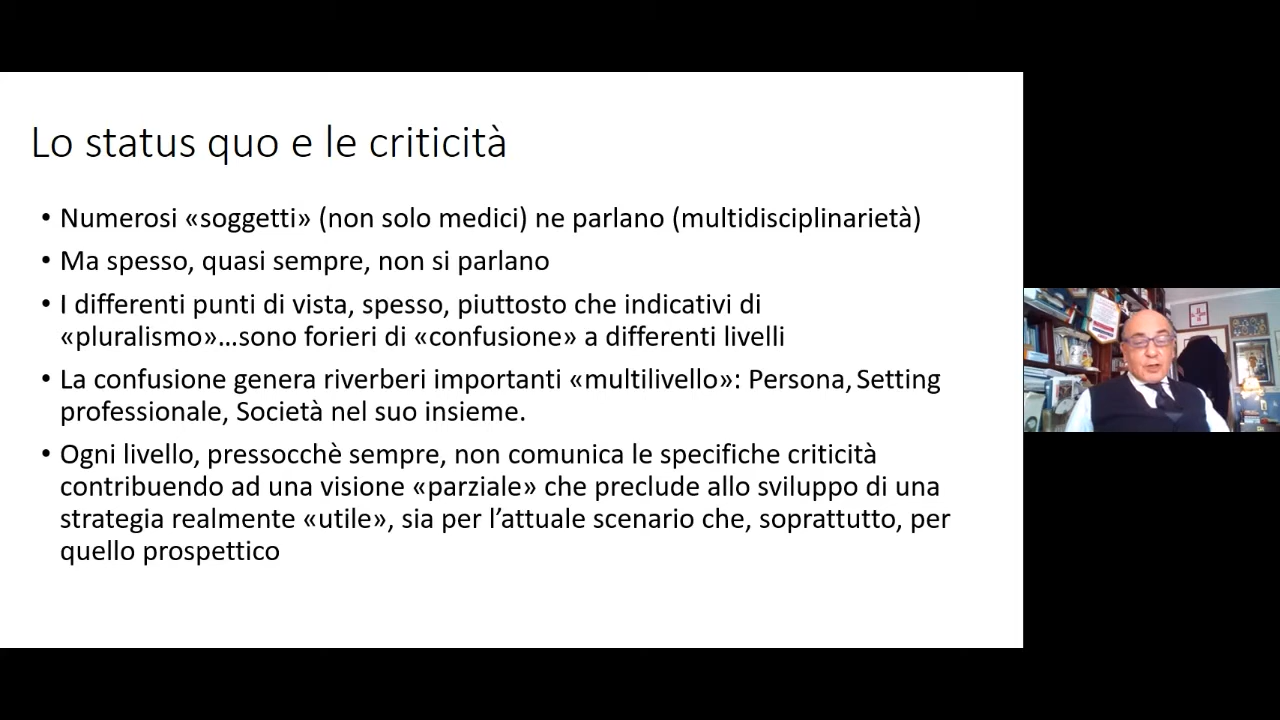 Lo status quo e le criticità
• Numerosi «soggetti» (non solo medici) ne parlano (multidisciplinarietà)
• Ma spesso, quasi sempre, non si parlano
• I differenti punti di vista, spesso, piuttosto che indicativi di
«pluralismo»…sono forieri di «confusione» a differenti livelli
• La confusione genera riverberi importanti «multilivello»: Persona, Setting
professionale, Società nel suo insieme.
• Ogni livello, pressocchè sempre, non comunica le specifiche criticità
contribuendo ad una visione «parziale» che preclude allo sviluppo di una
strategia realmente «utile», sia per l’attuale scenario che, soprattutto, per
quello prospettico